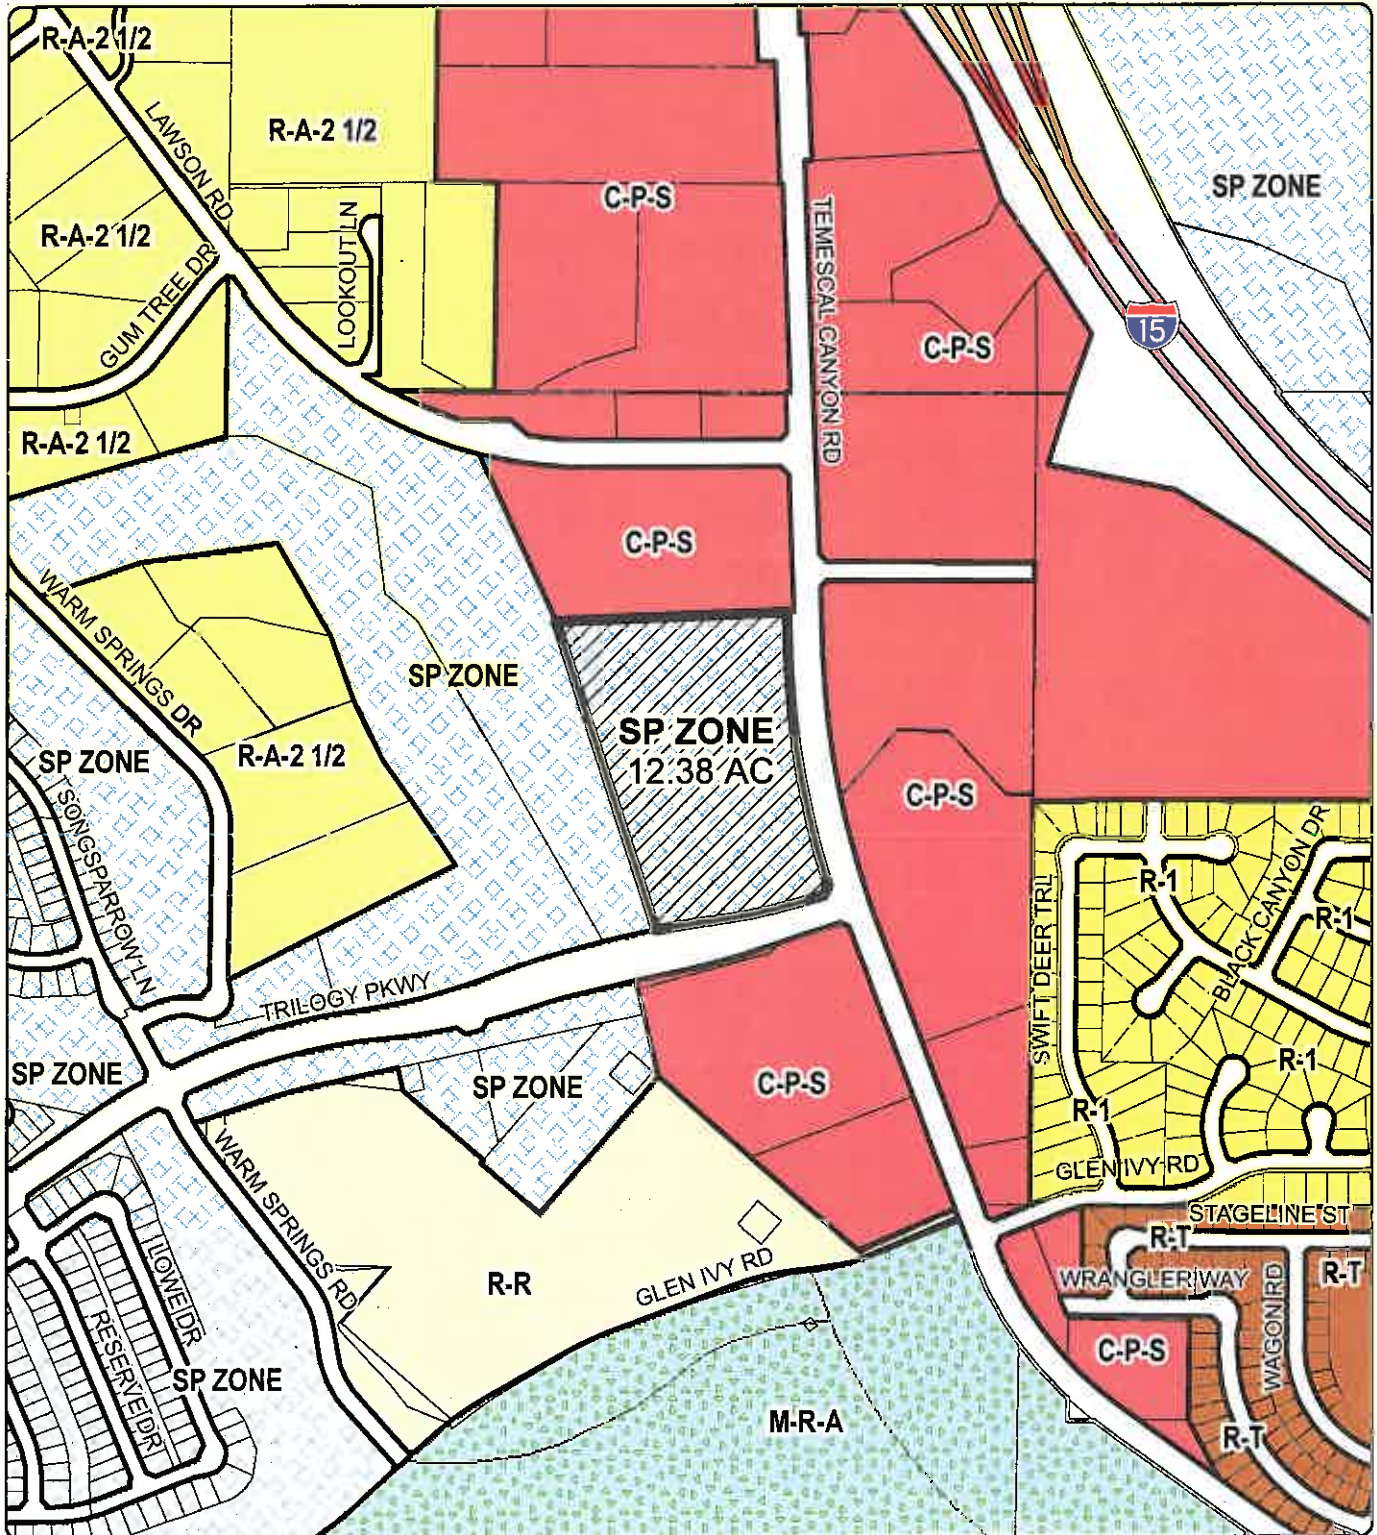 R-A-2 1/2
LAWSON RD
R-A-2 1/2
C-P-S
SP ZONE
R-A-2 1/2
LOOKOUT LN
TEMESCAL CANYON RD
GUM TREE DR
15
C-P-S
R-A-2 1/2
C-P-S
WARM SPRINGS DR
SP ZONE
SP ZONE
12.38 AC
SP ZONE
R-A-2 1/2
SONGSPARROW LN
C-P-S
BLACK CANYON DR
R-1
R-1
SWIFT DEER TRL
TRILOGY PKWY
SP ZONE
SP ZONE
C-P-S
R-1
R-1
WARM SPRINGS RD
GLEN IVY RD
STAGELINE ST
R-T
LOWE DR
R-R
GLEN IVY RD
WRANGLER WAY
R-T
WAGON RD
RESERVE DR
SP ZONE
C-P-S
M-R-A
R-T